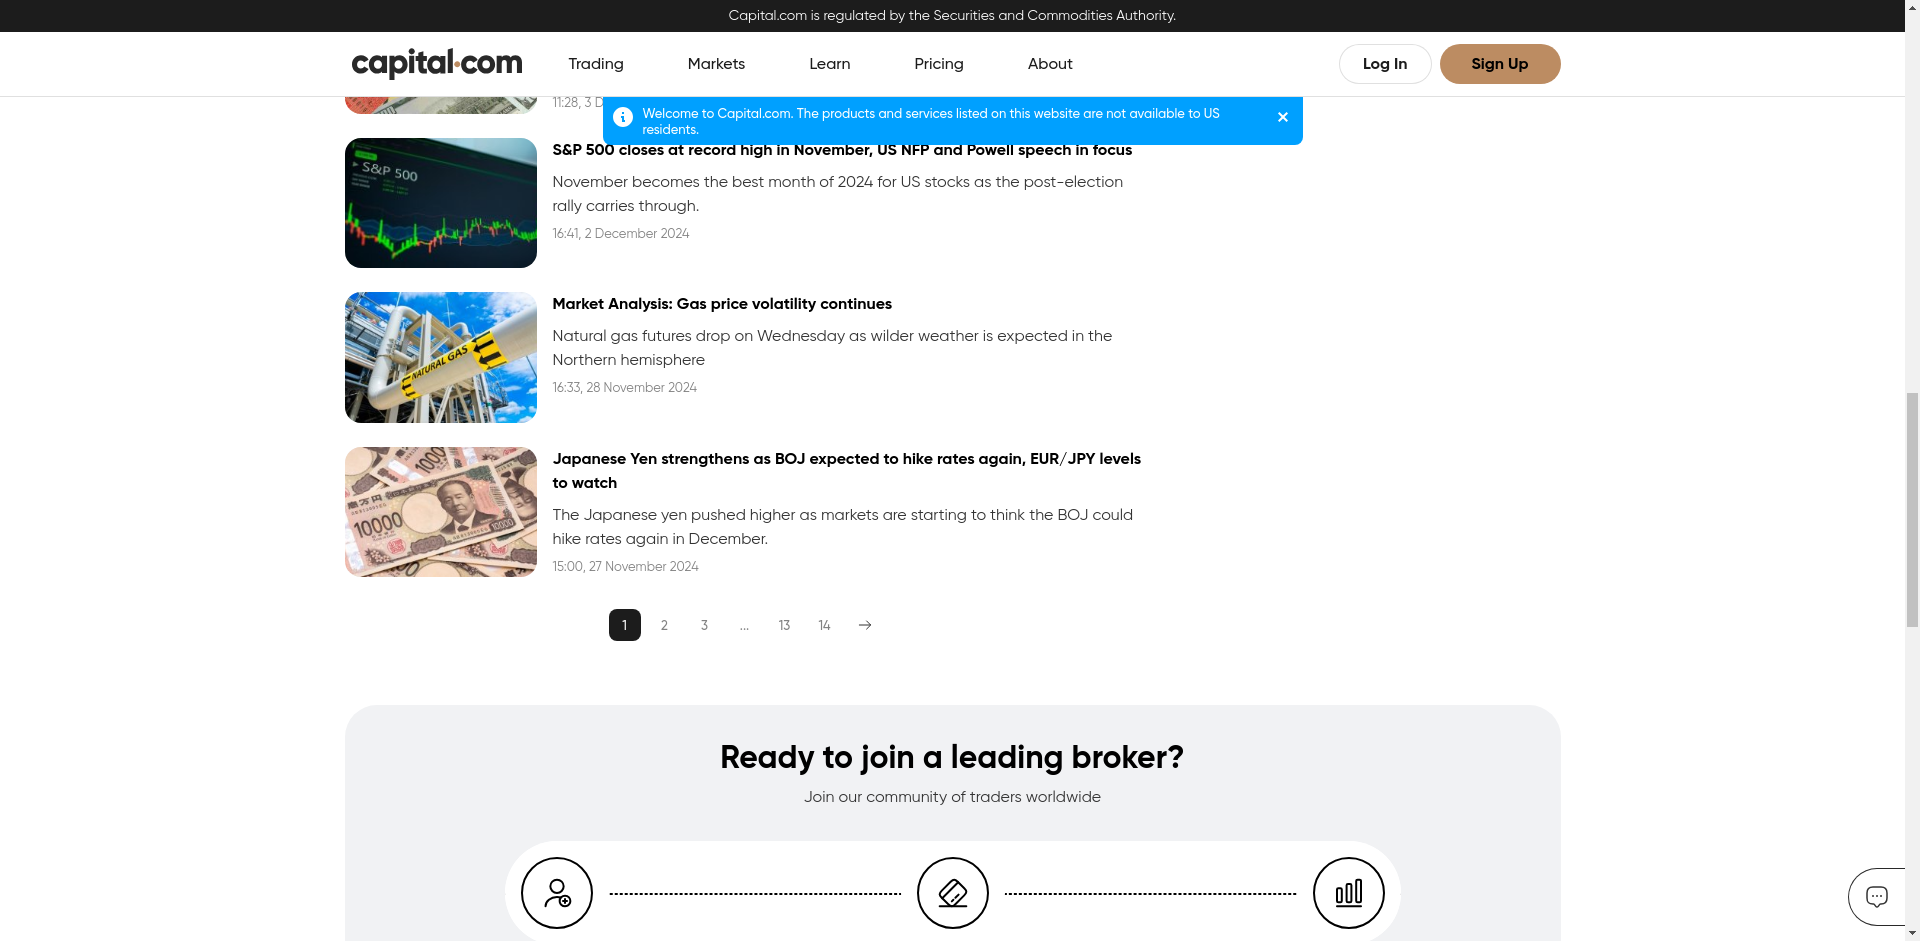 Capital.com is regulated by the Securities and Commodities Authority.
capital.com
Trading
Markets
Learn
Pricing
About
Log In
Sign Up
11:28, 3 D
Welcome to Capital.com. The products and services listed on this website are not available to US
residents.
S&P 500
S&P 500 closes at record high in November, US NFP and Powell speech in focus
November becomes the best month of 2024 for US stocks as the post-election
rally carries through.
16:41, 2 December 2024
NATURAL GAS
Market Analysis: Gas price volatility continues
Natural gas futures drop on Wednesday as wilder weather is expected in the
Northern hemisphere
16:33, 28 November 2024
1000
10000
10000
Japanese Yen strengthens as BOJ expected to hike rates again, EUR/JPY levels
to watch
The Japanese yen pushed higher as markets are starting to think the BOJ could
hike rates again in December.
15:00, 27 November 2024
1 2 3 ... 13 14
Ready to join a leading broker?
Join our community of traders worldwide